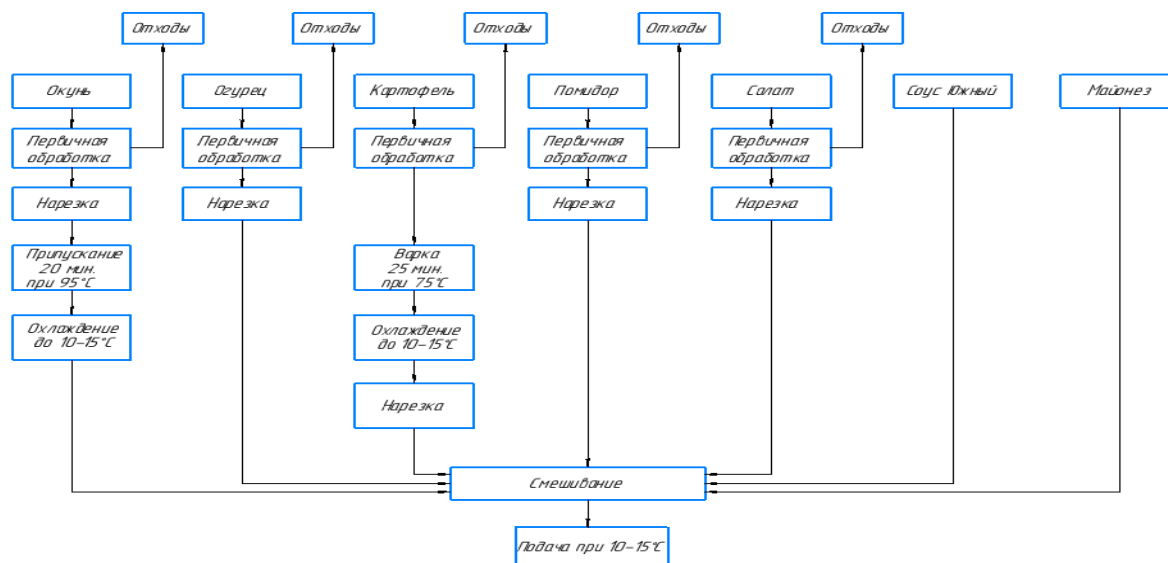 Отходы
Отходы
Отходы
Отходы
Отходы
Окунь
Огурец
Картофель
Помидор
Салат
Соус Южный
Майонез
Первичная
обработка
Первичная
обработка
Первичная
обработка
Первичная
обработка
Первичная
обработка
Нарезка
Нарезка
Нарезка
Нарезка
Припускание
20 мин.
при 95°С
Варка
25 мин.
при 75°С
Охлаждение
до 10-15°С
Охлаждение
до 10-15°С
Нарезка
Смешивание
Подача при 10-15°С